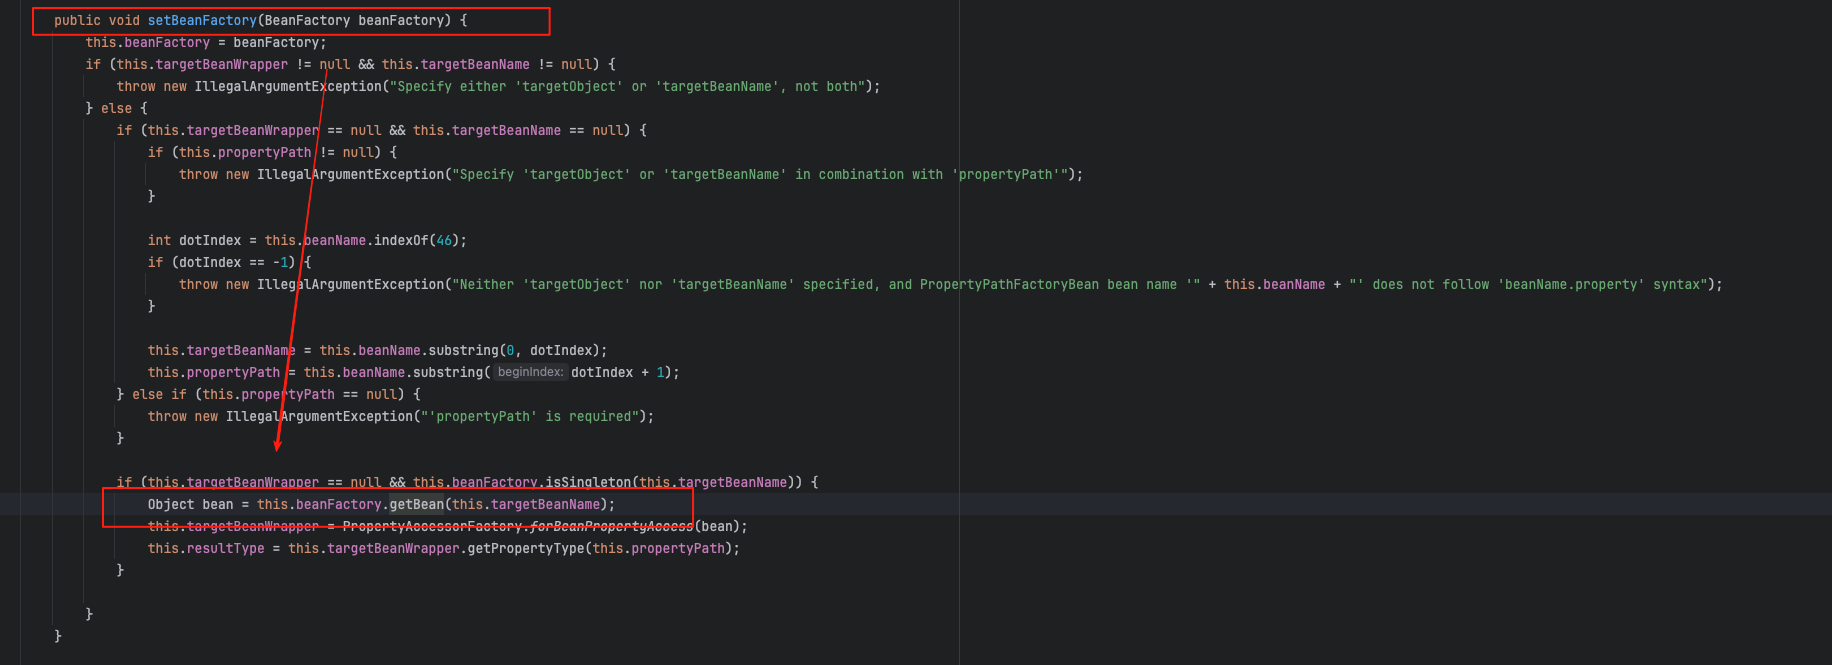 public void setBeanFactory(BeanFactory beanFactory) {
this.beanFactory = beanFactory;
if (this.targetBeanWrapper != null && this.targetBeanName != null) {
throw new IllegalArgumentException("Specify either 'targetObject' or 'targetBeanName', not both");
} else {
if (this.targetBeanWrapper == null && this.targetBeanName == null) {
if (this.propertyPath != null) {
throw new IllegalArgumentException("Specify 'targetObject' or 'targetBeanName' in combination with 'propertyPath'");
}
int dotIndex = this.beanName.indexOf(46);
if (dotIndex == -1) {
throw new IllegalArgumentException("Neither 'targetObject' nor 'targetBeanName' specified, and PropertyPathFactoryBean bean name '" + this.beanName + "' does not follow 'beanName.property' syntax");
}
this.targetBeanName = this.beanName.substring(0, dotIndex);
this.propertyPath = this.beanName.substring( beginIndex: dotIndex + 1);
} else if (this.propertyPath == null) {
throw new IllegalArgumentException("'propertyPath' is required");
}
if (this.targetBeanWrapper == null && this.beanFactory.isSingleton(this.targetBeanName)) {
Object bean = this.beanFactory.getBean(this.targetBeanName);
this.targetBeanWrapper = PropertyAccessorFactory.forBeanPropertyAccess(bean);
this.resultType = this.targetBeanWrapper.getPropertyType(this.propertyPath);
}
}
}